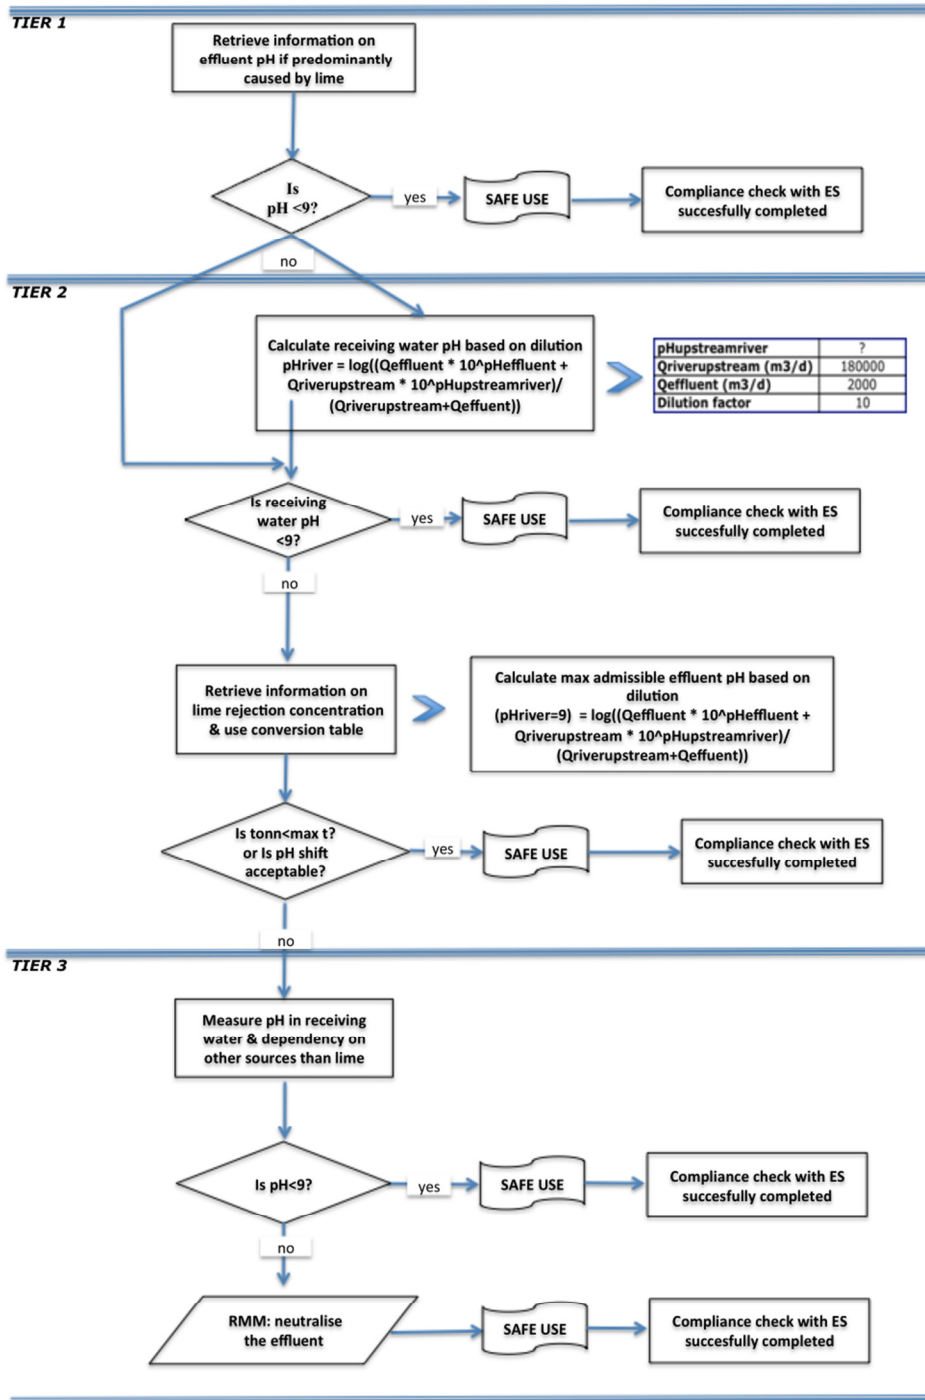 TIER 1
Retrieve information on
effluent pH if predominantly
caused by lime
Is
pH <9?
yes
SAFE USE
Compliance check with ES
succesfully completed
no
TIER 2
Calculate receiving water pH based on dilution
pHriver = log((Qeffluent * 10^pHeffluent +
Qriverupstream * 10^pHupstreamriver)/
(Qriverupstream+Qeffuent))
pHupstreamriver ?
Qriverupstream (m3/d) 180000
Qeffluent (m3/d) 2000
Dilution factor 10
Is receiving
water pH
<9?
yes
SAFE USE
Compliance check with ES
succesfully completed
no
Retrieve information on
lime rejection concentration
& use conversion table
Calculate max admissible effluent pH based on
dilution
(pHriver=9) = log((Qeffluent * 10^pHeffluent +
Qriverupstream * 10^pHupstreamriver)/
(Qriverupstream+Qeffuent))
Is tonn<max t?
or Is pH shift
acceptable?
yes
SAFE USE
Compliance check with ES
succesfully completed
no
TIER 3
Measure pH in receiving
water & dependency on
other sources than lime
Is pH<9?
yes
SAFE USE
Compliance check with ES
succesfully completed
no
RMM: neutralise
the effluent
SAFE USE
Compliance check with ES
succesfully completed